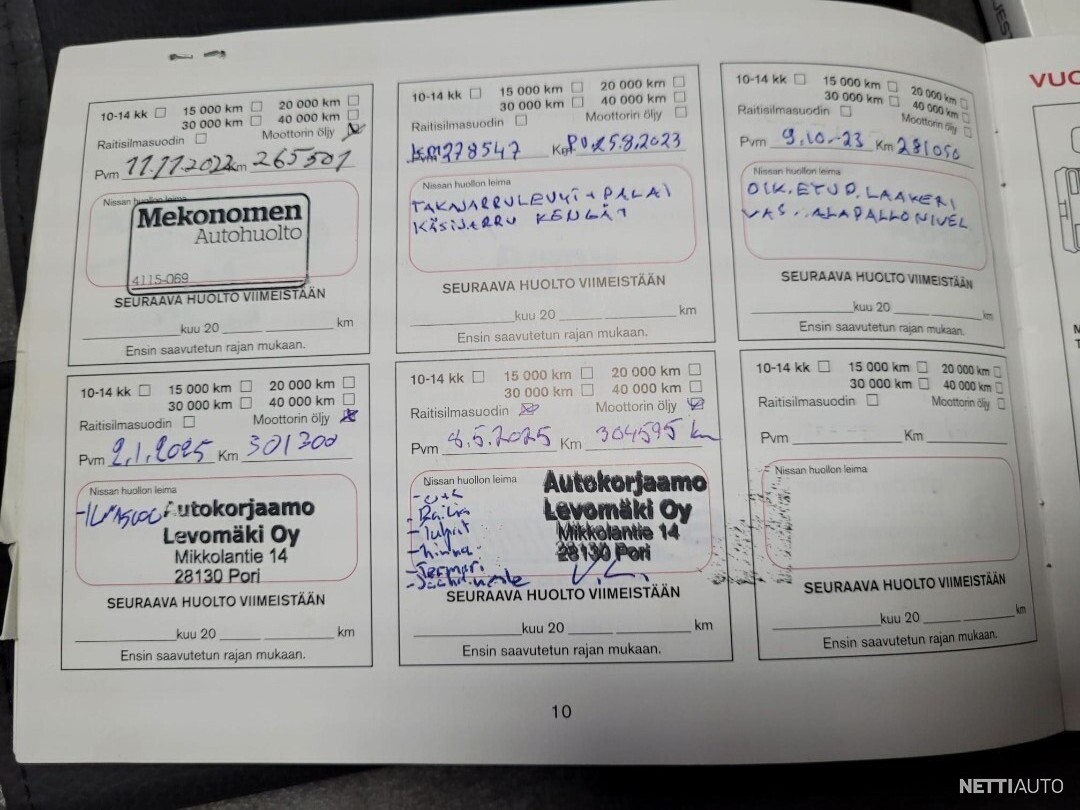 10-14 kk 15 000 km 20 000 km
30 000 km 40 000 km
Raitisilmasuodin Moottorin öljy
Pvm 11.11.2022 km 265501
Nissan huollon leima
Mekonomen
Autohuolto
4115-069
SEURAAVA HUOLTO VIIMEISTÄÄN
kuu 20 km
Ensin saavutetun rajan mukaan.
10-14 kk 15 000 km 20 000 km
30 000 km 40 000 km
Raitisilmasuodin Moottorin öljy
KM 278547 Km PV. 25.8.2023
Nissan huollon leima
TAKAJARRULEVYT + PALAT
KÄSIJARRU KENGÄT
SEURAAVA HUOLTO VIIMEISTÄÄN
kuu 20 km
Ensin saavutetun rajan mukaan.
10-14 kk 15 000 km 20 000 km
30 000 km 40 000 km
Raitisilmasuodin Moottorin öljy
Pvm 9.10.-23 Km 281050
Nissan huollon leima
OIK. ETUP. LAAKERI
VAS. ALAPALLONIVEL
SEURAAVA HUOLTO VIIMEISTÄÄN
kuu 20 km
Ensin saavutetun rajan mukaan.
10-14 kk 15 000 km 20 000 km
30 000 km 40 000 km
Raitisilmasuodin Moottorin öljy
Pvm 2.1.2025 Km 301300
Nissan huollon leima
Autokorjaamo
Levomäki Oy
Mikkolantie 14
28130 Pori
SEURAAVA HUOLTO VIIMEISTÄÄN
kuu 20 km
Ensin saavutetun rajan mukaan.
10-14 kk 15 000 km 20 000 km
30 000 km 40 000 km
Raitisilmasuodin Moottorin öljy
Pvm 8.5.2025 Km 304595 km
Nissan huollon leima
Autokorjaamo
Levomäki Oy
Mikkolantie 14
28130 Pori
- Tulpat
SEURAAVA HUOLTO VIIMEISTÄÄN
kuu 20 km
Ensin saavutetun rajan mukaan.
10-14 kk 15 000 km 20 000 km
30 000 km 40 000 km
Raitisilmasuodin Moottorin öljy
Pvm Km
Nissan huollon leima
SEURAAVA HUOLTO VIIMEISTÄÄN
kuu 20 km
Ensin saavutetun rajan mukaan.
10
VUO
NETTIAUTO